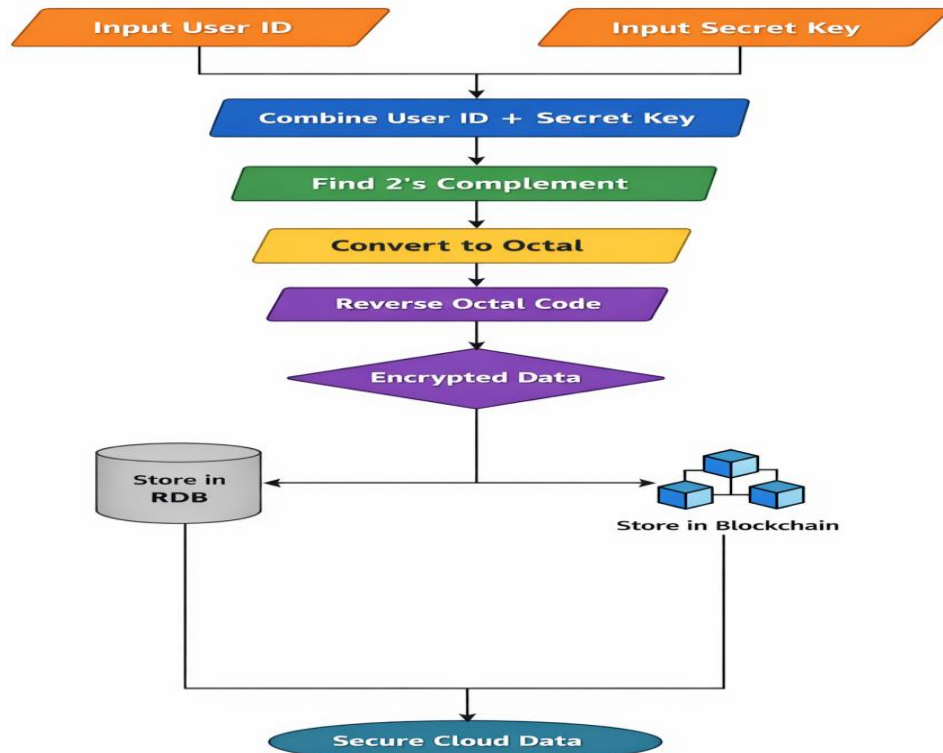 Input User ID
Input Secret Key
Combine User ID + Secret Key
Find 2's Complement
Convert to Octal
Reverse Octal Code
Encrypted Data
Store in
RDB
Store in Blockchain
Secure Cloud Data